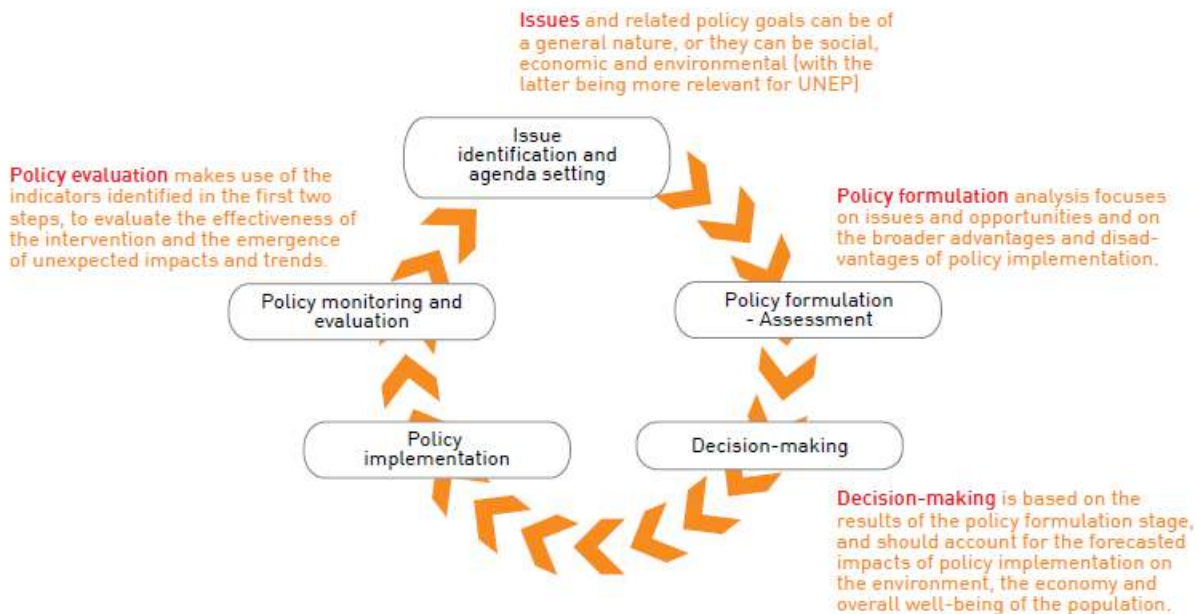 Issues and related policy goals can be of
a general nature, or they can be social,
economic and environmental (with the
latter being more relevant for UNEP)
Issue
identification and
agenda setting
Policy evaluation makes use of the
indicators identified in the first two
steps, to evaluate the effectiveness of
the intervention and the emergence
of unexpected impacts and trends.
Policy formulation analysis focuses
on issues and opportunities and on
the broader advantages and disad-
vantages of policy implementation.
Policy monitoring and
evaluation
Policy formulation
- Assessment
Policy
implementation
Decision-making
Decision-making is based on the
results of the policy formulation stage,
and should account for the forecasted
impacts of policy implementation on
the environment, the economy and
overall well-being of the population.